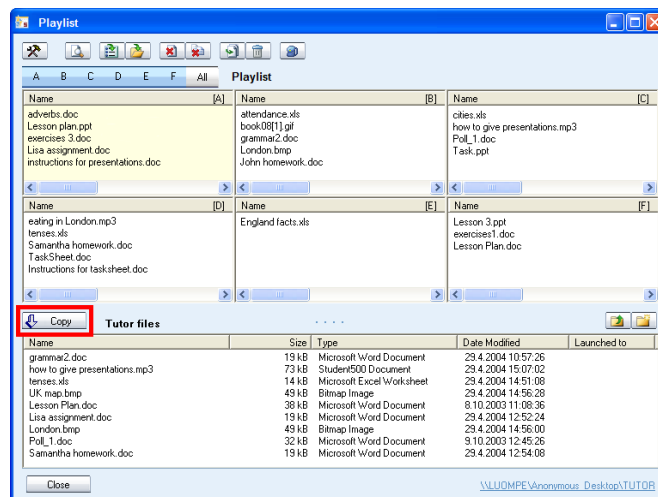 Playlist
A B C D E F All Playlist
Name [A]
adverbs.doc
Lesson plan.ppt
exercises 3.doc
Lisa assignment.doc
instructions for presentations.doc
Name [B]
attendance.xls
book08[1].gif
grammar2.doc
London.bmp
John homework.doc
Name [C]
cities.xls
how to give presentations.mp3
Poll_1.doc
Task.ppt
Name [D]
eating in London.mp3
tenses.xls
Samantha homework.doc
TaskSheet.doc
Instructions for tasksheet.doc
Name [E]
England facts.xls
Name [F]
Lesson 3.ppt
exercises1.doc
Lesson Plan.doc
Copy Tutor files
Name Size Type Date Modified Launched to
grammar2.doc 19 kB Microsoft Word Document 29.4.2004 10:57:26
how to give presentations.mp3 73 kB Student500 Document 29.4.2004 15:07:02
tenses.xls 14 kB Microsoft Excel Worksheet 29.4.2004 14:51:08
UK map.bmp 49 kB Bitmap Image 29.4.2004 14:56:28
Lesson Plan.doc 38 kB Microsoft Word Document 8.10.2003 11:08:36
Lisa assignment.doc 19 kB Microsoft Word Document 29.4.2004 12:52:24
London.bmp 49 kB Bitmap Image 29.4.2004 14:56:00
Poll_1.doc 32 kB Microsoft Word Document 9.10.2003 12:45:26
Samantha homework.doc 19 kB Microsoft Word Document 29.4.2004 12:54:08
Close \\LUOMPE\Anonymous_Desktop\TUTOR